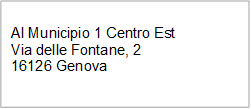 Al Municipio 1 Centro Est
Via delle Fontane, 2
16126 Genova